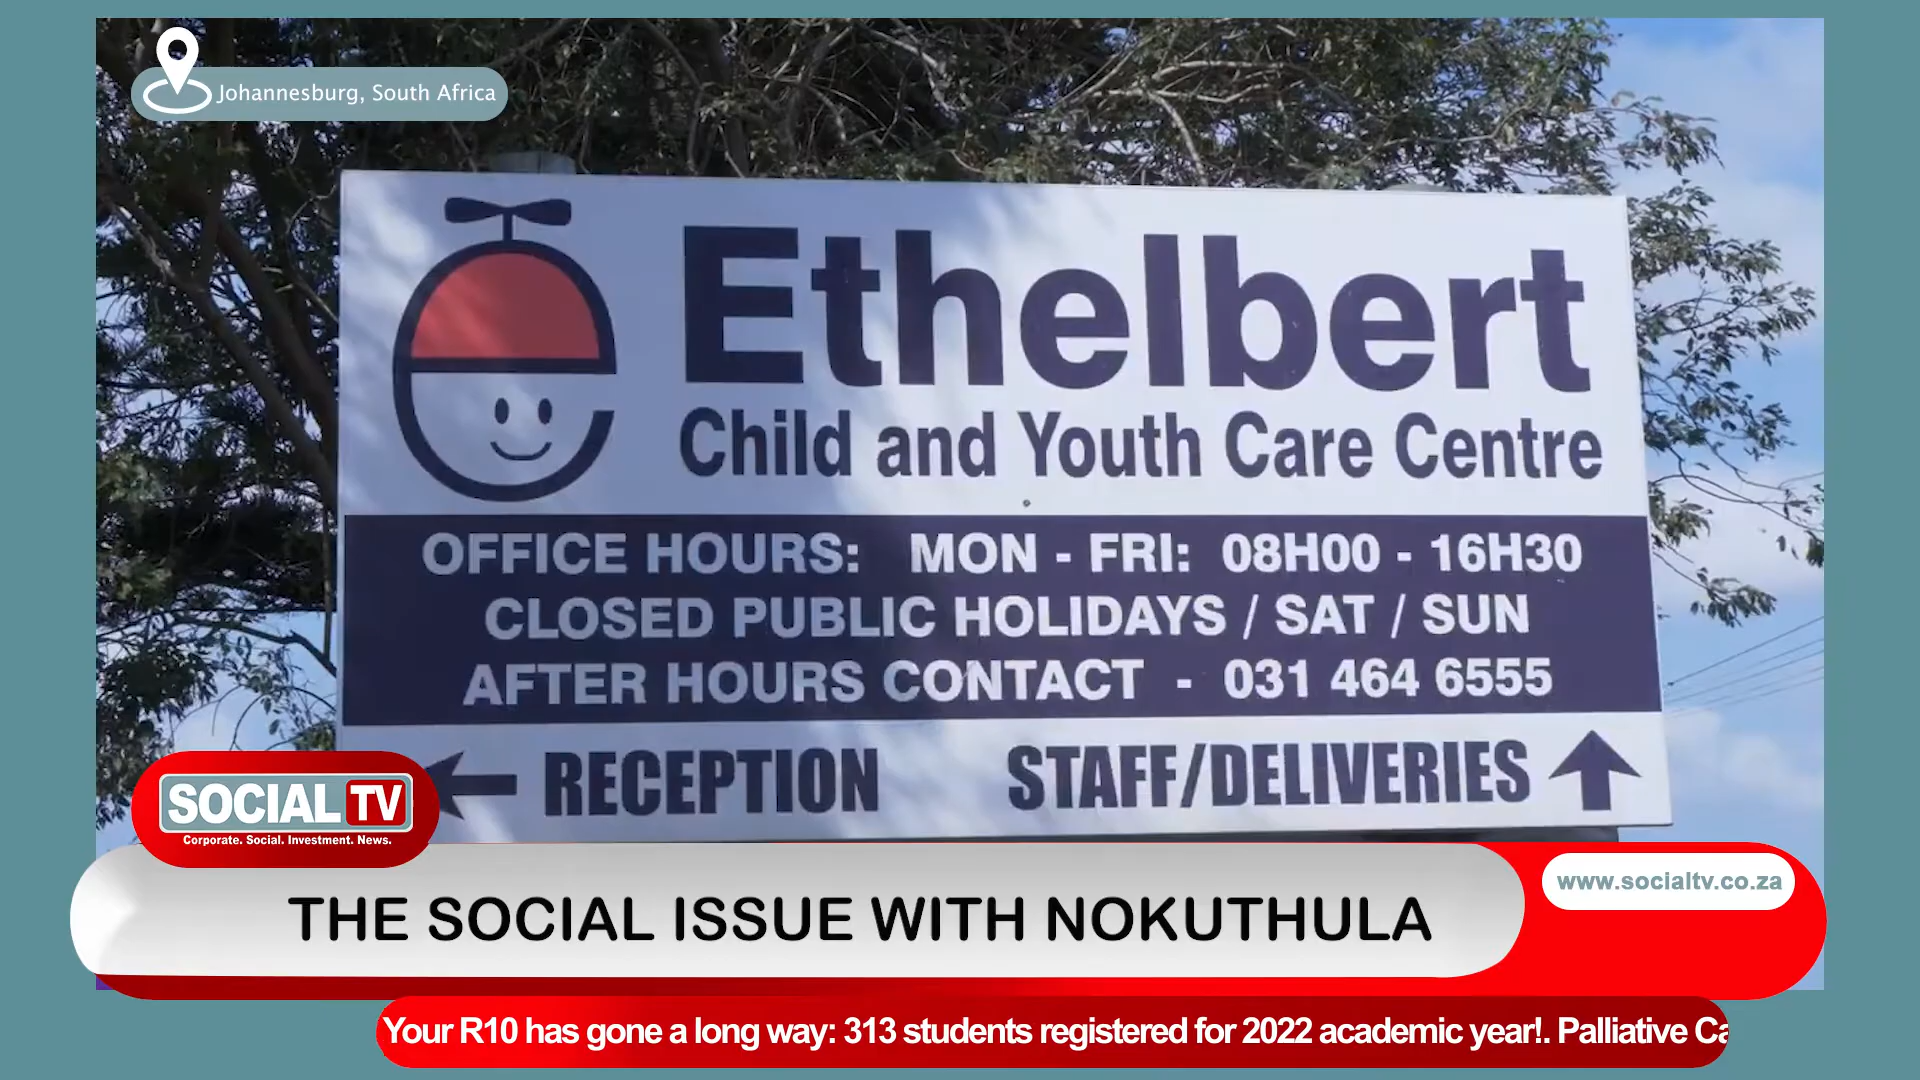 Johannesburg, South Africa
Ethelbert
Child and Youth Care Centre
OFFICE HOURS: MON - FRI: 08H00 - 16H30
CLOSED PUBLIC HOLIDAYS / SAT / SUN
AFTER HOURS CONTACT - 031 464 6555
RECEPTION STAFF/DELIVERIES
SOCIAL TV
Corporate. Social. Investment. News.
www.socialtv.co.za
THE SOCIAL ISSUE WITH NOKUTHULA
Your R10 has gone a long way: 313 students registered for 2022 academic year!. Palliative